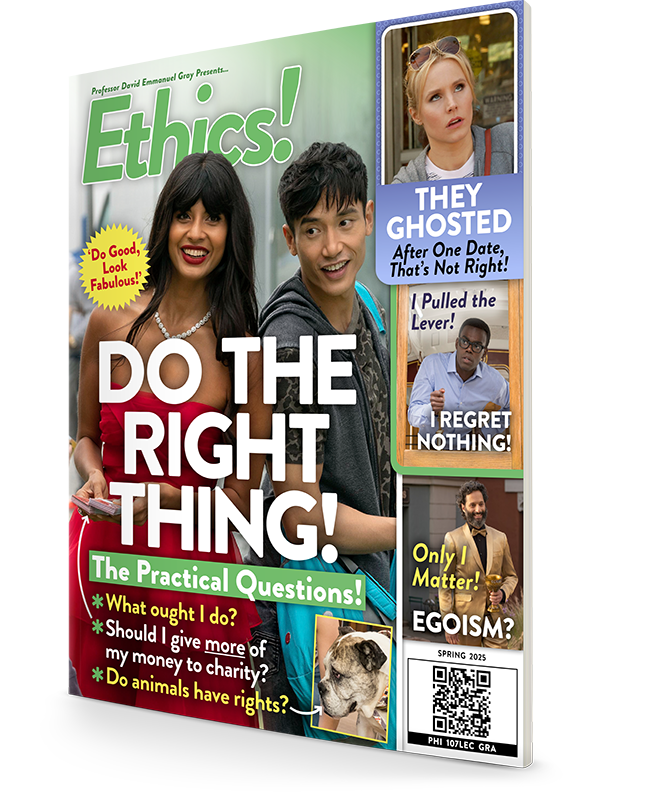 Professor David Emmanuel Gray Presents...
Ethics!
'Do Good,
Look
Fabulous!'
DO THE
RIGHT
THING!
The Practical Questions!
*What ought I do?
*Should I give more of
my money to charity?
*Do animals have rights?
THEY
GHOSTED
After One Date,
That's Not Right!
I Pulled the
Lever!
I REGRET
NOTHING!
Only I
Matter!
EGOISM?
SPRING 2025
PHI 107LEC GRA